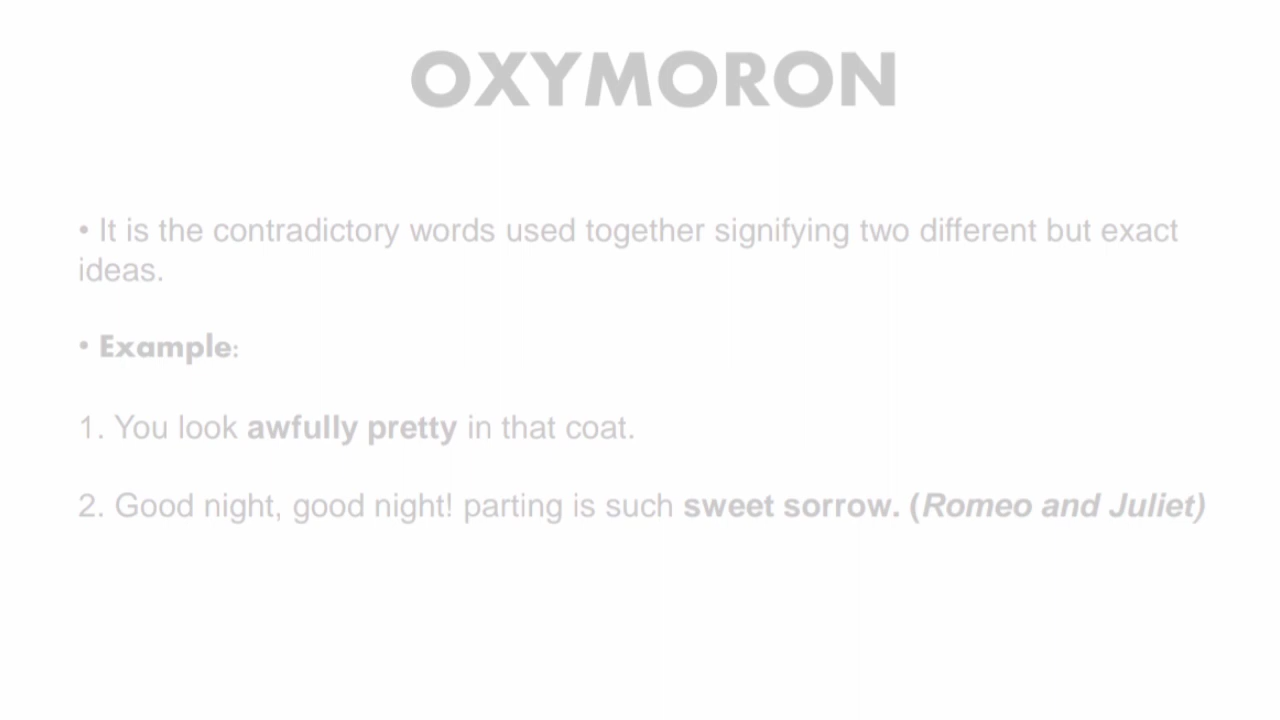 OXYMORON
• It is the contradictory words used together signifying two different but exact
ideas.
• Example:
1. You look awfully pretty in that coat.
2. Good night, good night! parting is such sweet sorrow. (Romeo and Juliet)